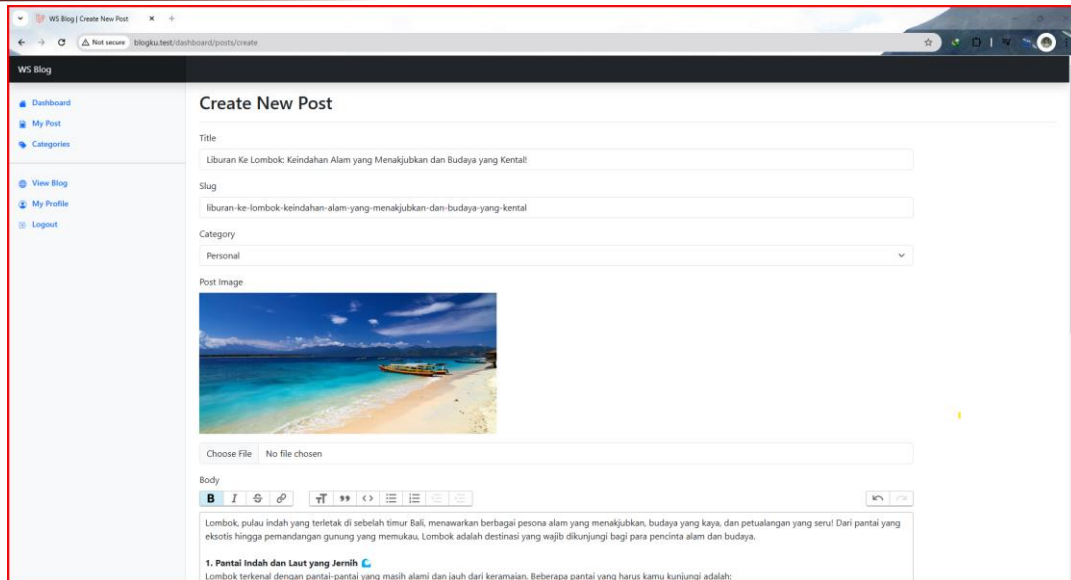 WS Blog | Create New Post
Not secure
blogku.test/dashboard/posts/create
WS Blog
Dashboard
My Post
Categories
View Blog
My Profile
Logout
Create New Post
Title
Liburan Ke Lombok: Keindahan Alam yang Menakjubkan dan Budaya yang Kental!
Slug
liburan-ke-lombok-keindahan-alam-yang-menakjubkan-dan-budaya-yang-kental
Category
Personal
Post Image
Choose File No file chosen
Body
Lombok, pulau indah yang terletak di sebelah timur Bali, menawarkan berbagai pesona alam yang menakjubkan, budaya yang kaya, dan petualangan yang seru! Dari pantai yang
eksotis hingga pemandangan gunung yang memukau, Lombok adalah destinasi yang wajib dikunjungi bagi para pencinta alam dan budaya.
1. Pantai Indah dan Laut yang Jernih 🌊
Lombok terkenal dengan pantai-pantai yang masih alami dan jauh dari keramaian. Beberapa pantai yang harus kamu kunjungi adalah: